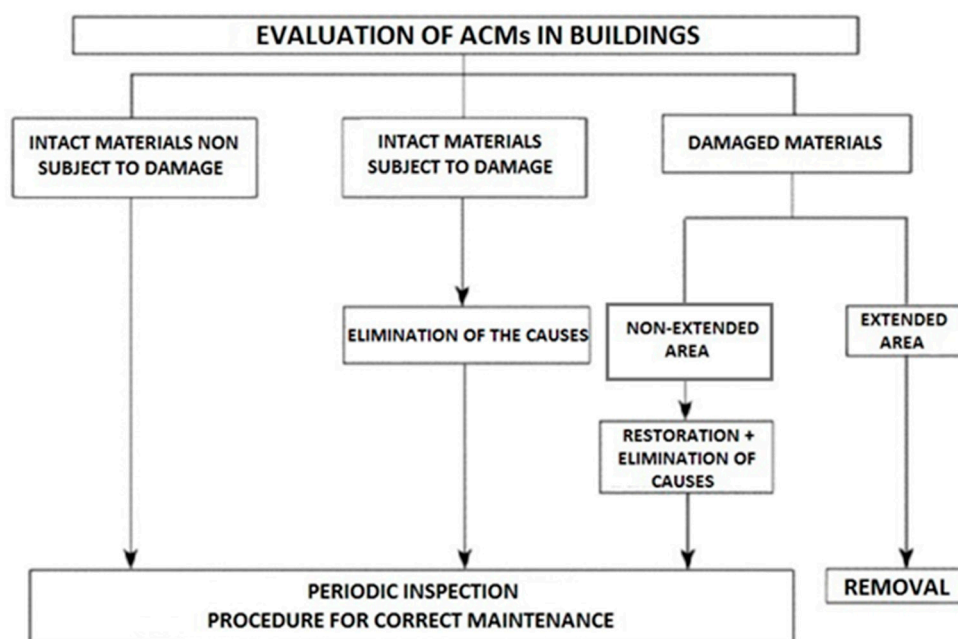 EVALUATION OF ACMs IN BUILDINGS
INTACT MATERIALS NON
SUBJECT TO DAMAGE
INTACT MATERIALS
SUBJECT TO DAMAGE
DAMAGED MATERIALS
ELIMINATION OF THE CAUSES
NON-EXTENDED
AREA
EXTENDED
AREA
RESTORATION +
ELIMINATION OF
CAUSES
PERIODIC INSPECTION
PROCEDURE FOR CORRECT MAINTENANCE
REMOVAL